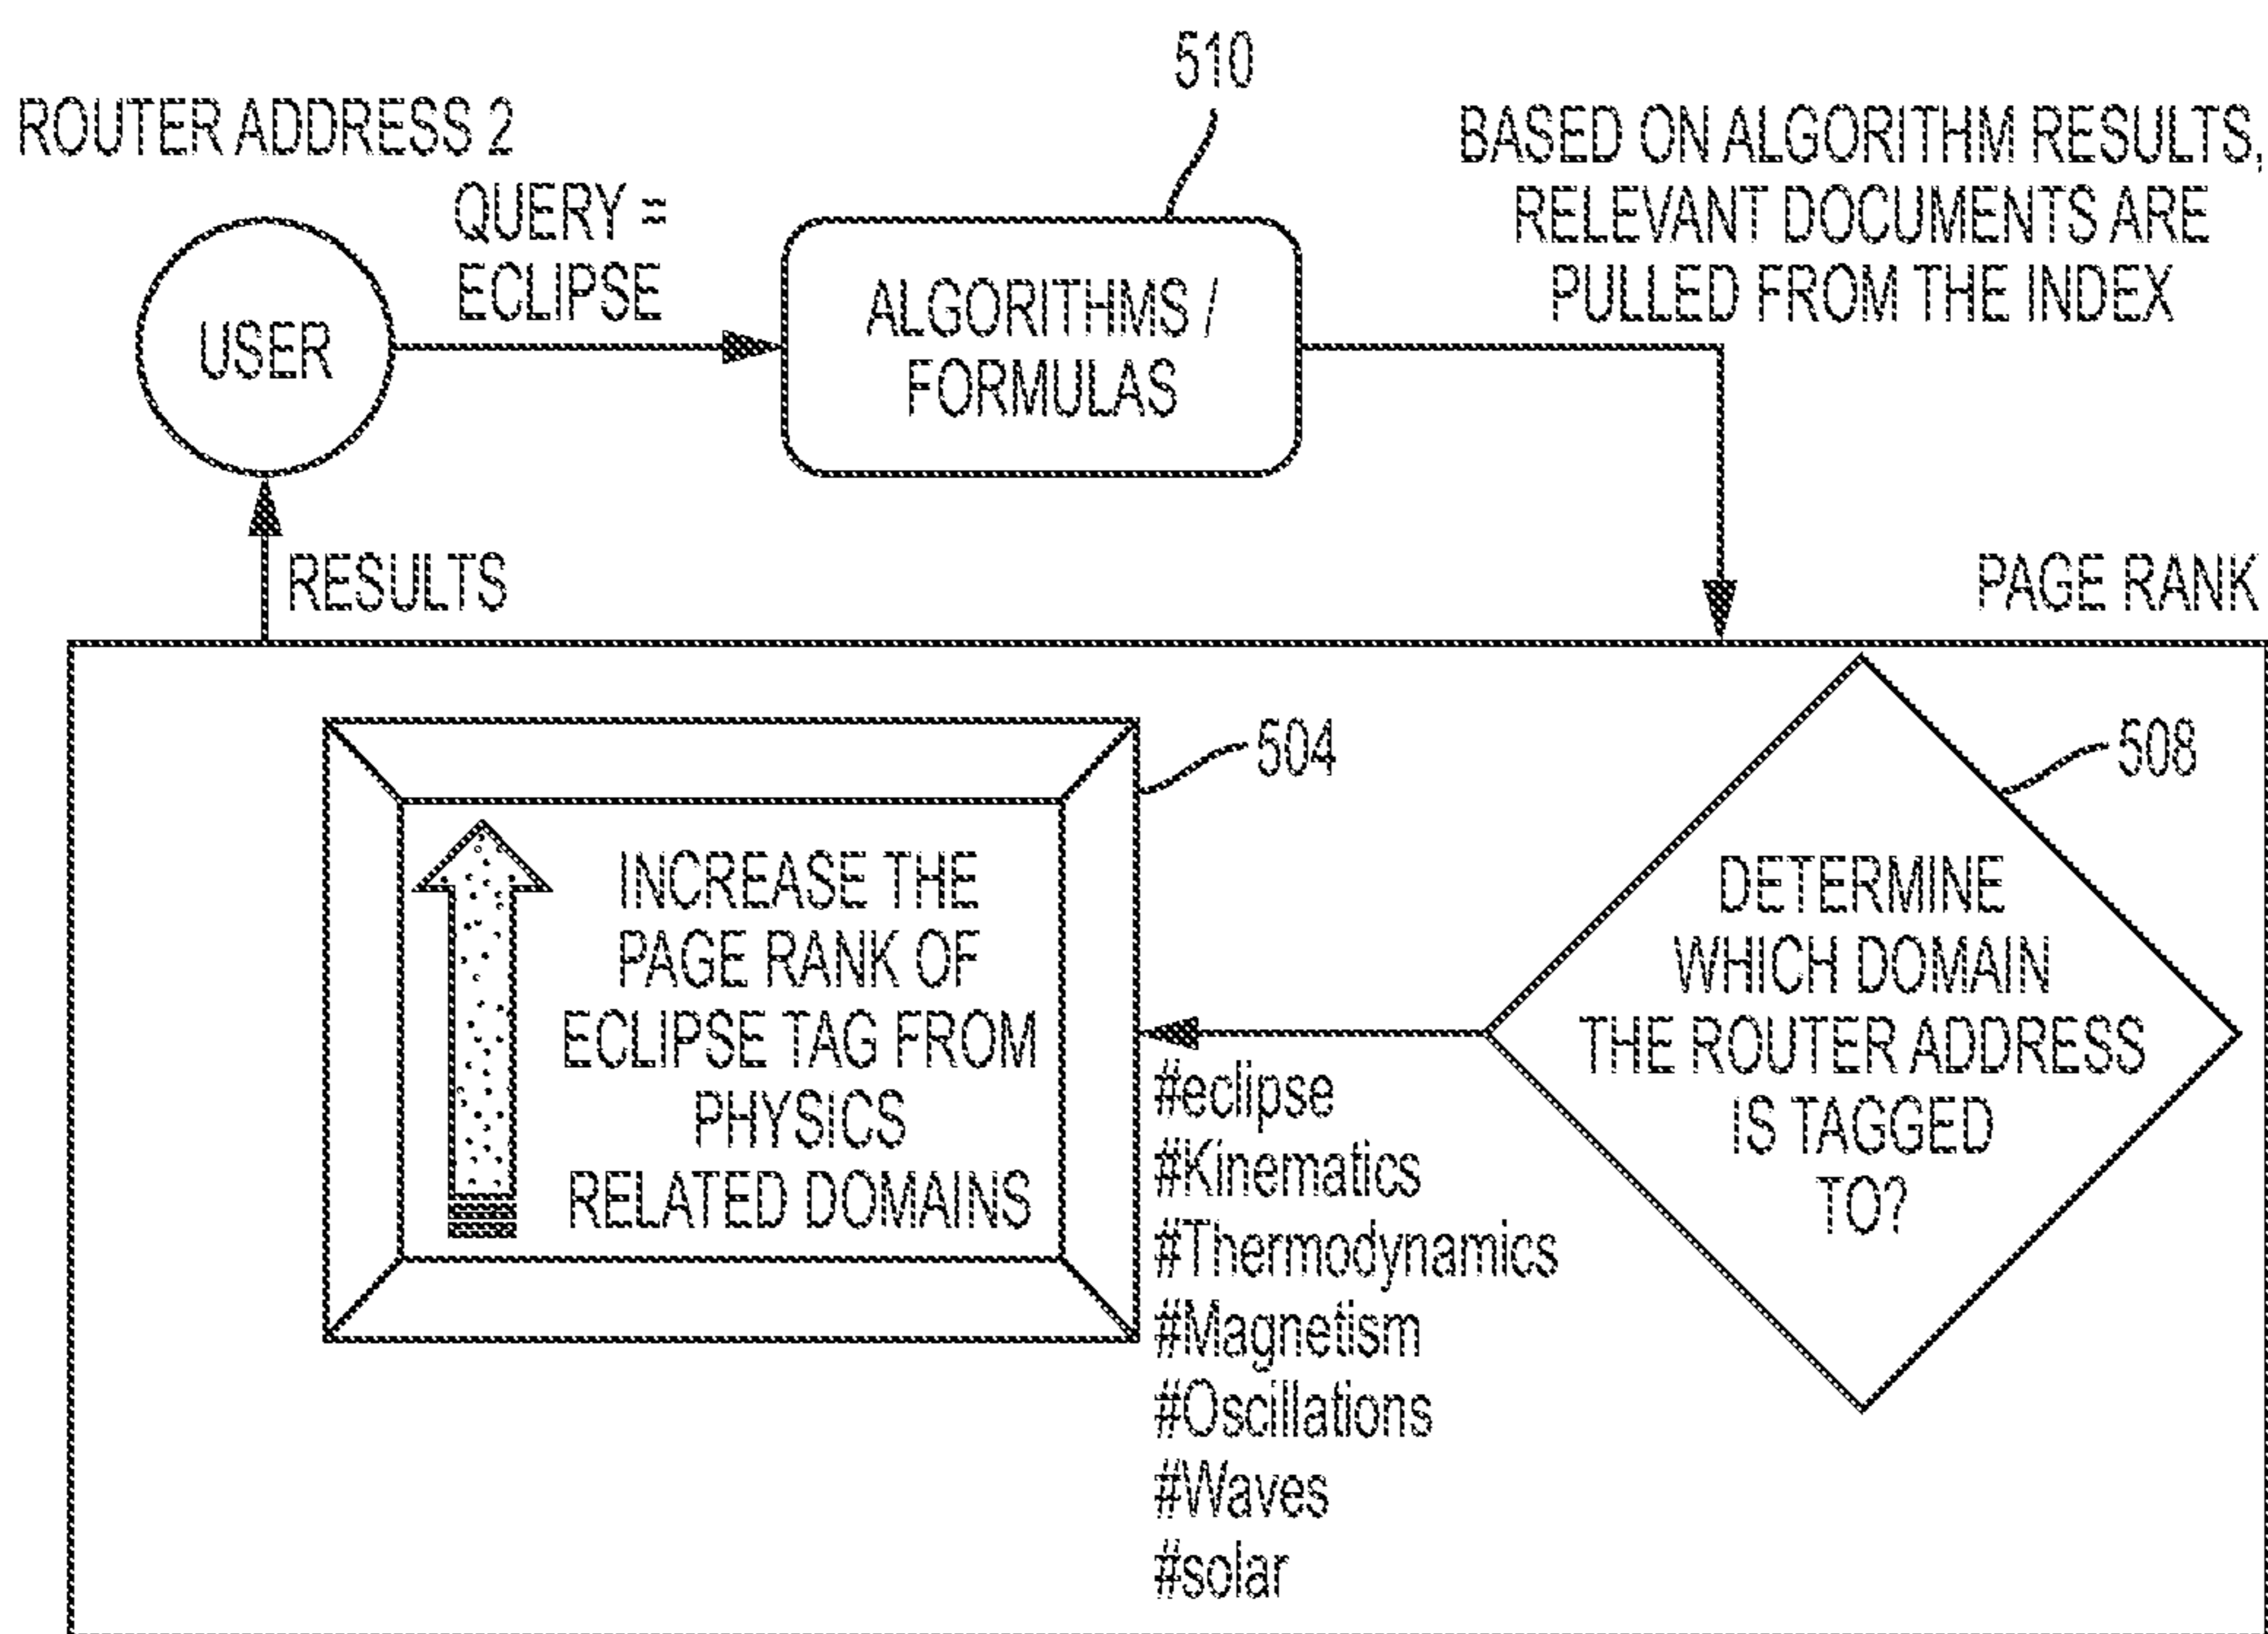 510
ROUTER ADDRESS 2
QUERY =
ECLIPSE
USER
ALGORITHMS /
FORMULAS
BASED ON ALGORITHM RESULTS,
RELEVANT DOCUMENTS ARE
PULLED FROM THE INDEX
RESULTS
PAGE RANK
504
508
INCREASE THE
PAGE RANK OF
ECLIPSE TAG FROM
PHYSICS
RELATED DOMAINS
DETERMINE
WHICH DOMAIN
THE ROUTER ADDRESS
IS TAGGED
TO?
#eclipse
#Kinematics
#Thermodynamics
#Magnetism
#Oscillations
#Waves
#solar